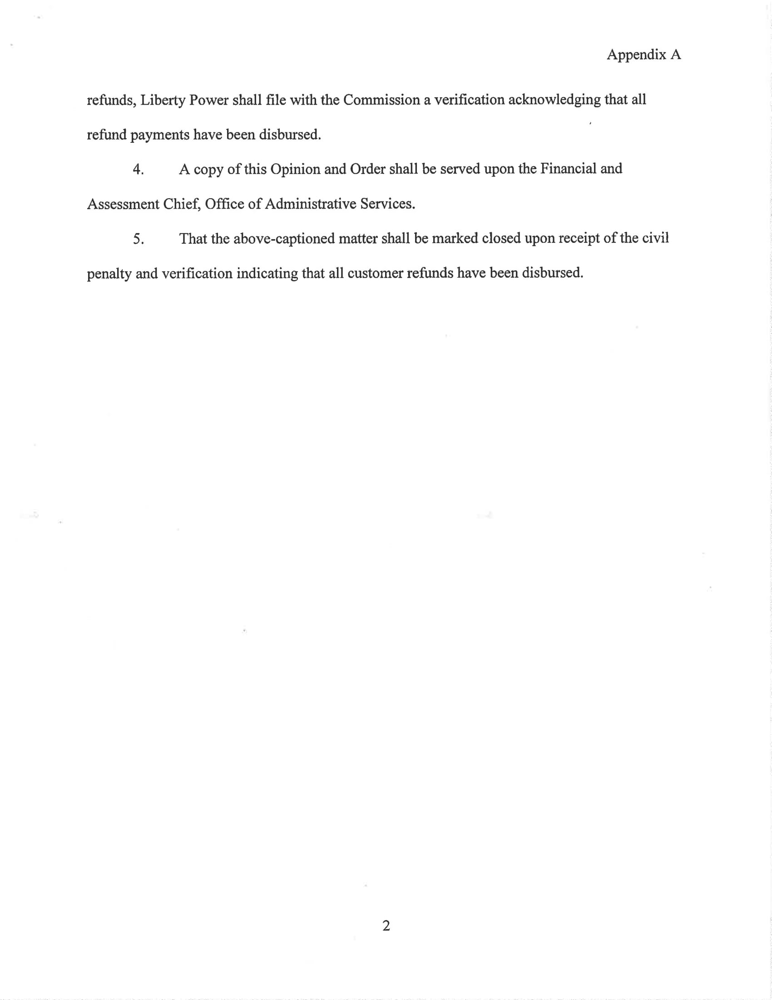 Appendix A
refunds, Liberty Power shall file with the Commission a verification acknowledging that all
refund payments have been disbursed.
4. A copy of this Opinion and Order shall be served upon the Financial and
Assessment Chief, Office of Administrative Services.
5. That the above-captioned matter shall be marked closed upon receipt of the civil
penalty and verification indicating that all customer refunds have been disbursed.
2